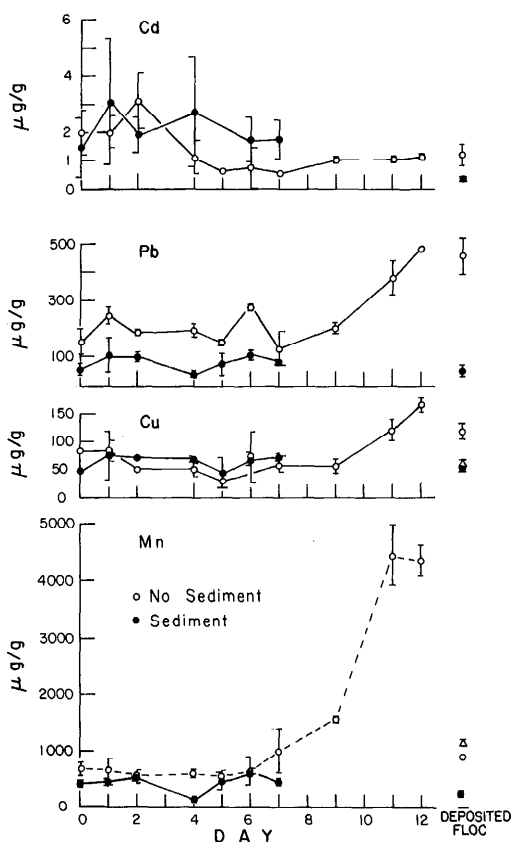 Cd
6
4
2
1
0
μg/g
Pb
500
300
100
μg/g
Cu
150
100
50
0
μg/g
Mn
5000
4000
3000
2000
1000
0
μg/g
○ No Sediment
● Sediment
0 2 4 6 8 10 12
DAY
DEPOSITED
FLOC